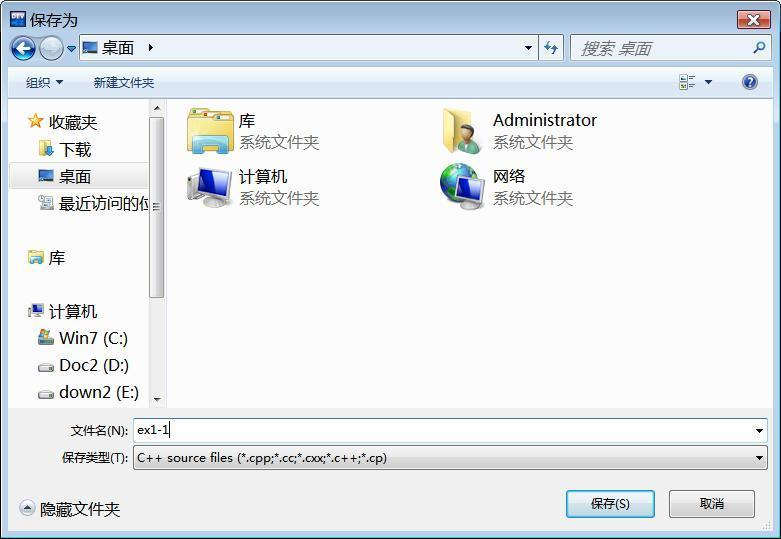 DEV 保存为
桌面
搜索 桌面
组织 新建文件夹
收藏夹
下载
桌面
最近访问的位
库
计算机
Win7 (C:)
Doc2 (D:)
down2 (E:)
库
系统文件夹
Administrator
系统文件夹
计算机
系统文件夹
网络
系统文件夹
文件名(N): ex1-1
保存类型(T): C++ source files (*.cpp;*.cc;*.cxx;*.c++;*.cp)
隐藏文件夹 保存(S) 取消